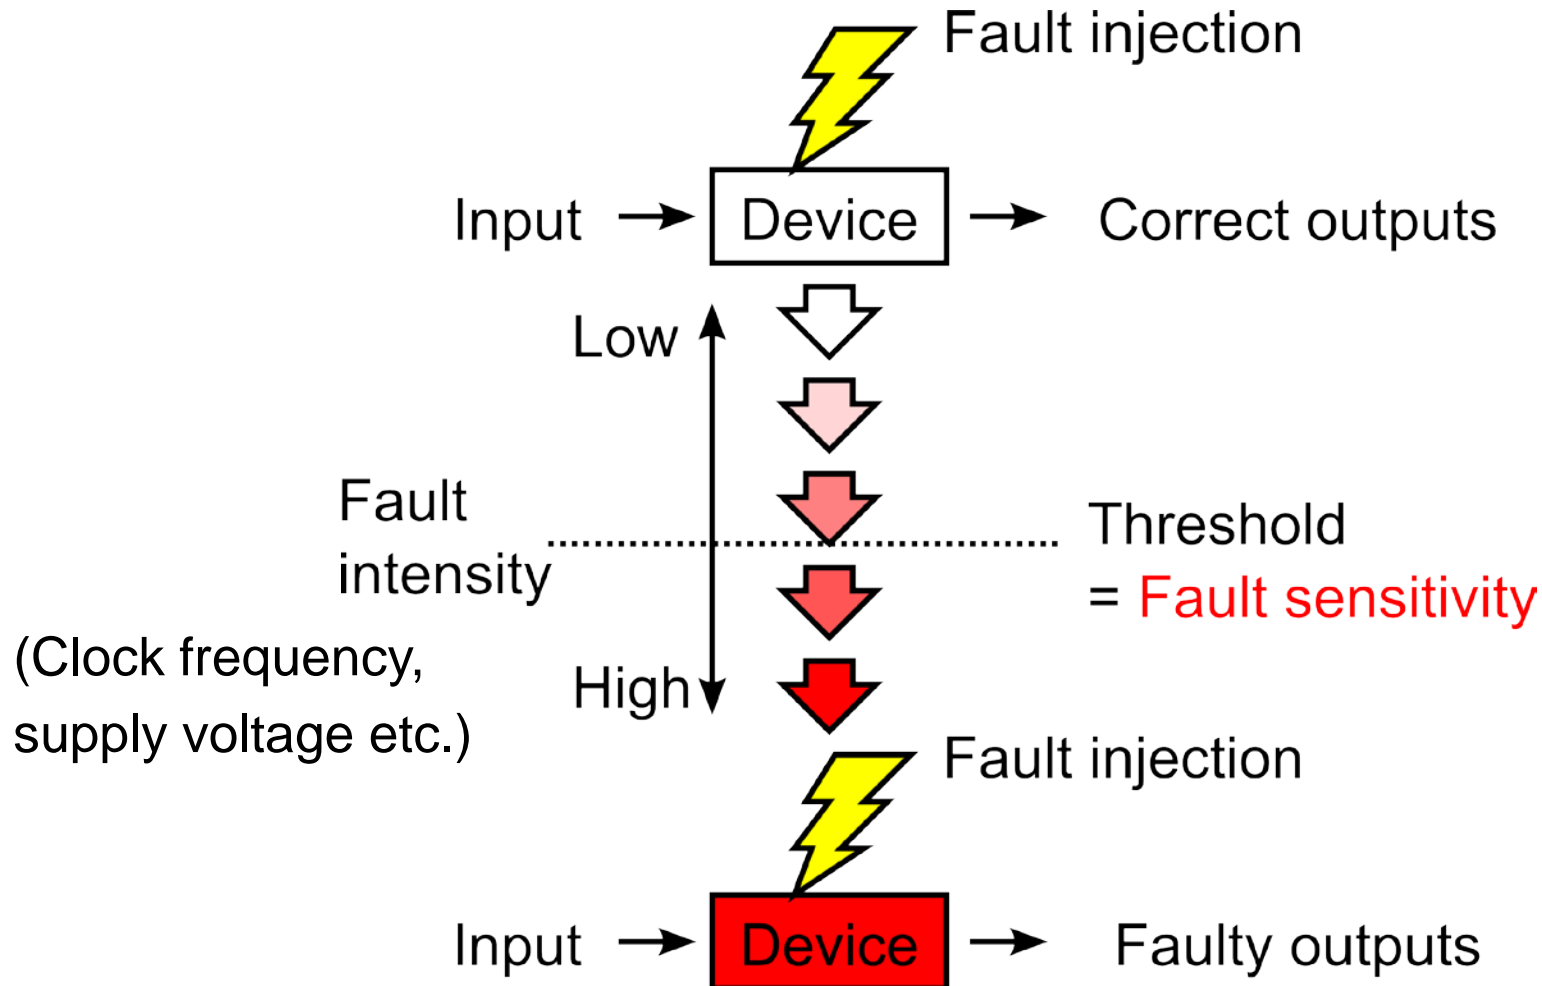 Fault injection
Input
Device
Correct outputs
Low
Fault
intensity
Threshold
= Fault sensitivity
(Clock frequency,
supply voltage etc.)
High
Fault injection
Input
Device
Faulty outputs